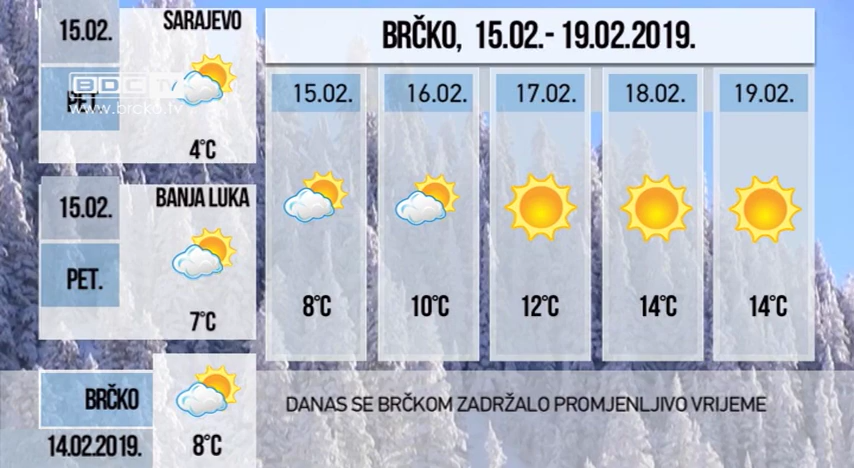 15.02.
SARAJEVO
BDC TV
PET.
www.brcko.tv
4°C
15.02.
BANJA LUKA
PET.
7°C
BRČKO
14.02.2019.
8°C
BRČKO, 15.02.- 19.02.2019.
15.02. 16.02. 17.02. 18.02. 19.02.
8°C 10°C 12°C 14°C 14°C
DANAS SE BRČKOM ZADRŽALO PROMJENLJIVO VRIJEME